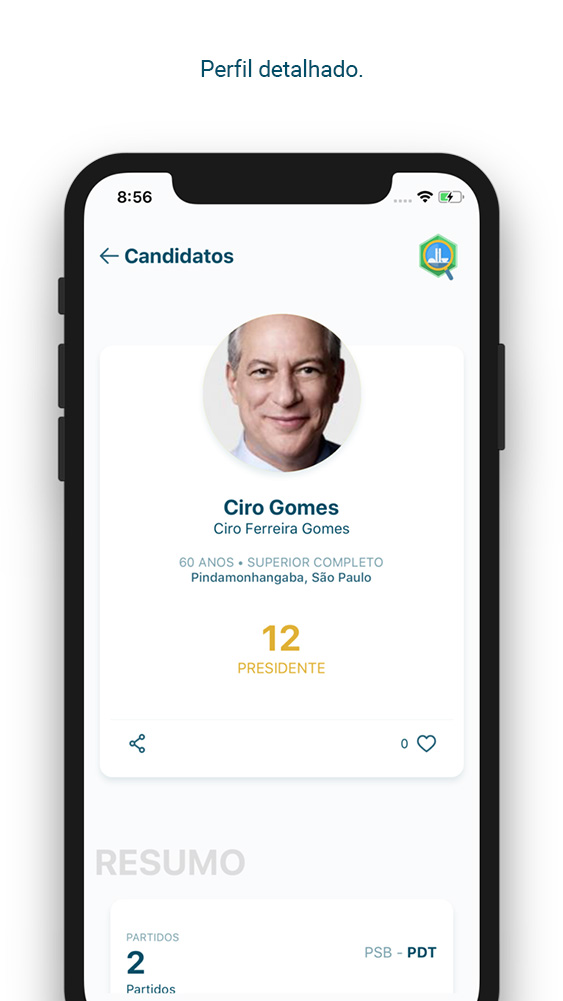 Perfil detalhado.
8:56
Candidatos
Ciro Gomes
Ciro Ferreira Gomes
60 ANOS • SUPERIOR COMPLETO
Pindamonhangaba, São Paulo
12
PRESIDENTE
0
RESUMO
PARTIDOS
2
PSB - PDT
Partidos